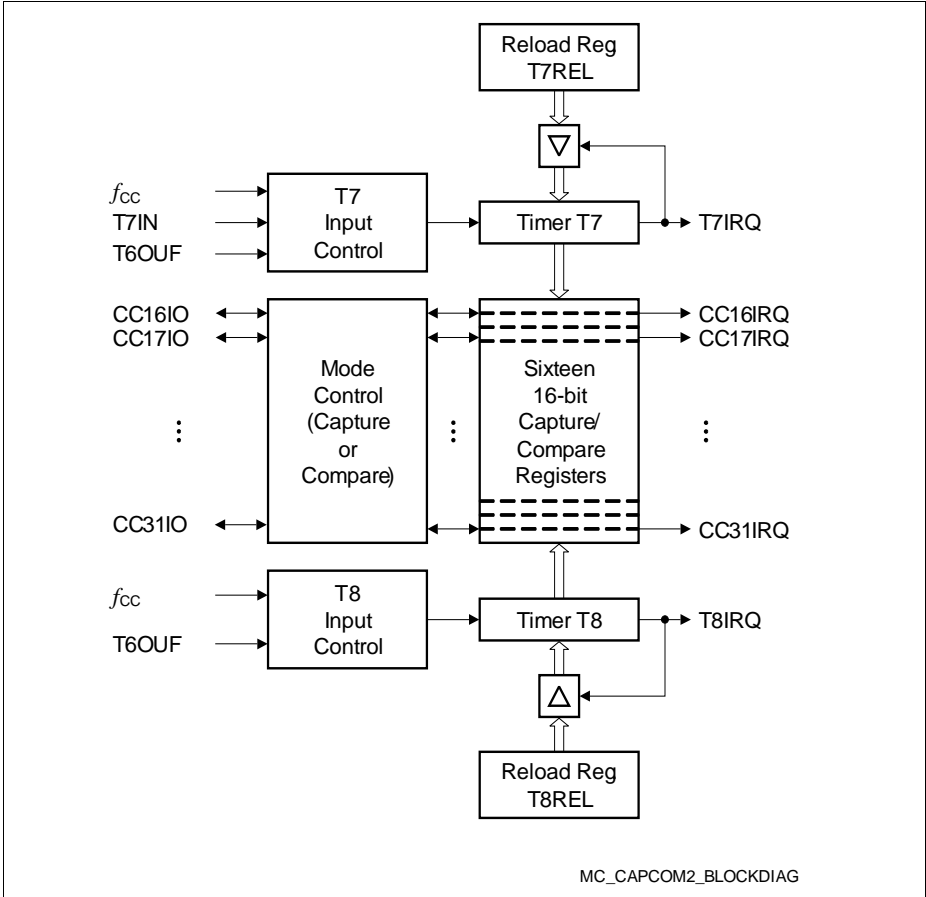 Reload Reg
T7REL
fCC
T7IN
T6OUF
T7
Input
Control
Timer T7
T7IRQ
CC16IO
CC17IO
CC31IO
Mode
Control
(Capture
or
Compare)
Sixteen
16-bit
Capture/
Compare
Registers
CC16IRQ
CC17IRQ
CC31IRQ
fCC
T6OUF
T8
Input
Control
Timer T8
T8IRQ
Reload Reg
T8REL
MC_CAPCOM2_BLOCKDIAG